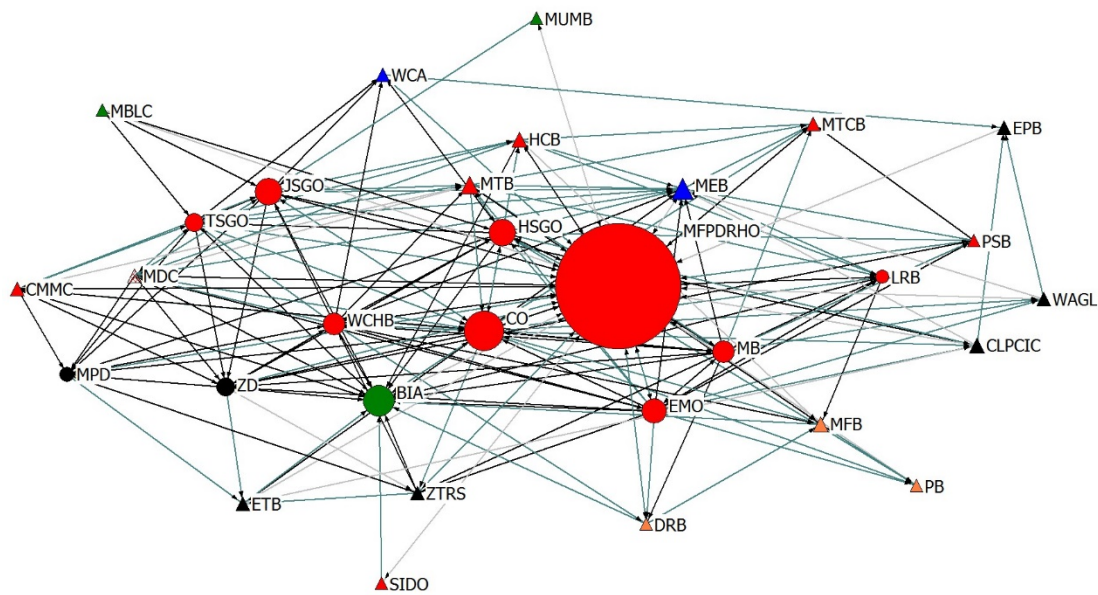 MUMB
WCA
MBLC
MTCB
EPB
HCB
JSGO
MTB
MEB
TSGO
HSGO
MFPDRHO
PSB
MDC
LRB
CMMC
WAGL
WCHB
CO
MB
CLPCIC
MPD
ZD
BIA
EMO
MFB
PB
ZTRS
ETB
DRB
SIDO